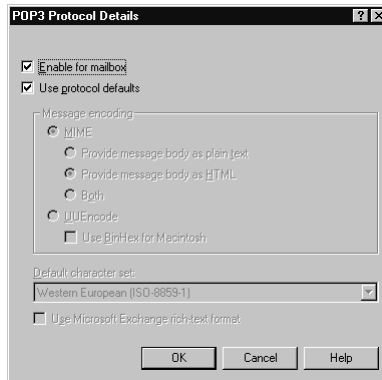 POP3 Protocol Details
Enable for mailbox
Use protocol defaults
Message encoding
MIME
Provide message body as plain text
Provide message body as HTML
Both
UUEncode
Use BinHex for Macintosh
Default character set:
Western European (ISO-8859-1)
Use Microsoft Exchange rich-text format
OK Cancel Help